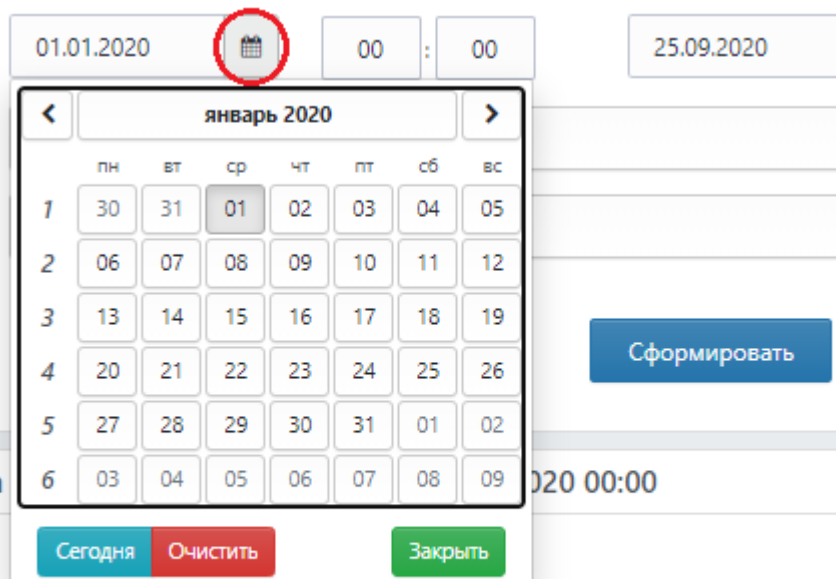 01.01.2020 00 : 00 25.09.2020
январь 2020
пн вт ср чт пт сб вс
1 30 31 01 02 03 04 05
2 06 07 08 09 10 11 12
3 13 14 15 16 17 18 19
Сформировать
4 20 21 22 23 24 25 26
5 27 28 29 30 31 01 02
6 03 04 05 06 07 08 09
020 00:00
Сегодня Очистить Закрыть